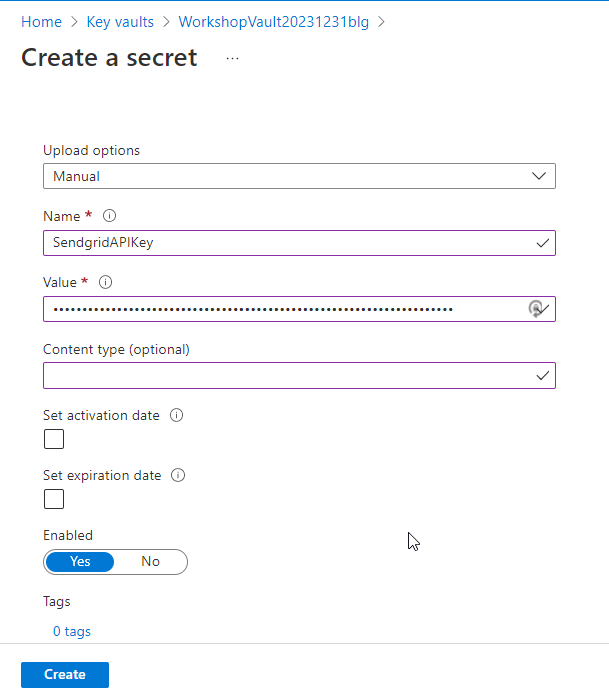 Home > Key vaults > WorkshopVault20231231blg >
Create a secret ...
Upload options
Manual
Name *
SendgridAPIKey
Value *
••••••••••••••••••••••••••••••••••••••••••••••••••••••••••••••••••••
Content type (optional)
Set activation date
Set expiration date
Enabled
Yes No
Tags
0 tags
Create